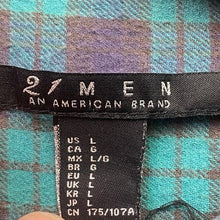 21 MEN
AN AMERICAN BRAND
US L
CA G
MX L/G
BR G
EU L
UK L
KR L
JP L
CN 175/107A